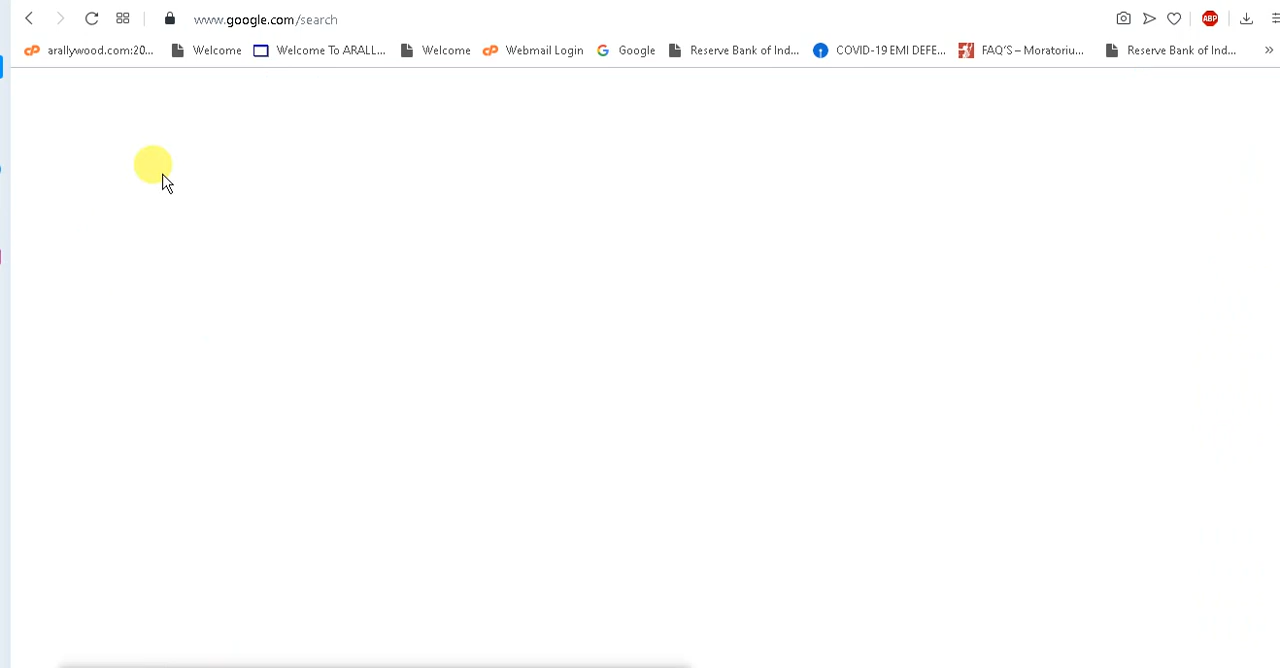 www.google.com/search
ABP
arallywood.com:20... Welcome Welcome To ARALL... Welcome Webmail Login Google Reserve Bank of Ind... COVID-19 EMI DEFE... FAQ'S – Moratoriu... Reserve Bank of Ind... »